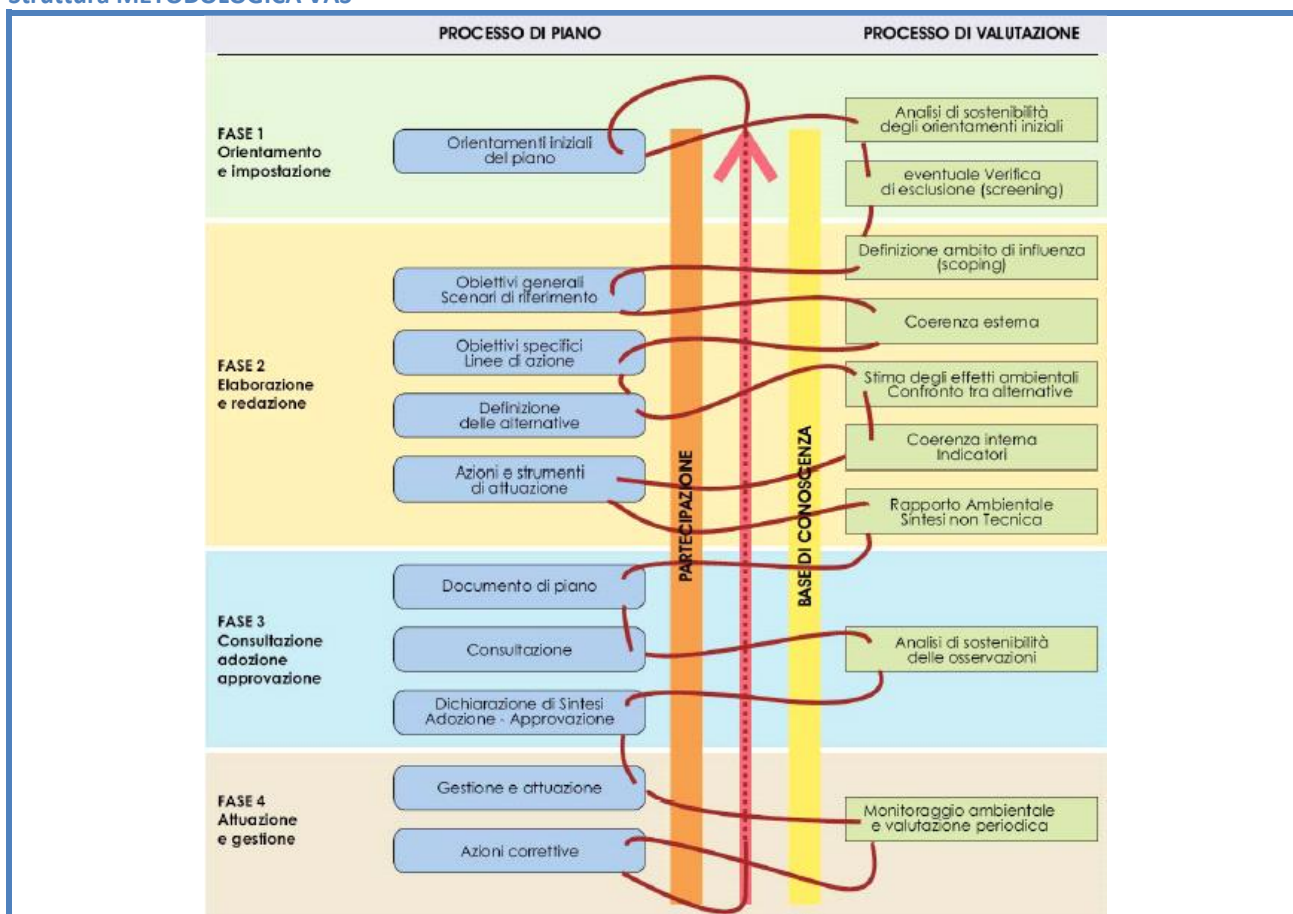 Struttura METODOLOGICA VAS
PROCESSO DI PIANO
PROCESSO DI VALUTAZIONE
FASE 1
Orientamento
e impostazione
Orientamenti iniziali
del piano
Analisi di sostenibilità
degli orientamenti iniziali
eventuale Verifica
di esclusione (screening)
FASE 2
Elaborazione
e redazione
Obiettivi generali
Scenari di riferimento
Obiettivi specifici
Linee di azione
Definizione
delle alternative
Azioni e strumenti
di attuazione
Definizione ambito di influenza
(scoping)
Coerenza esterna
Stima degli effetti ambientali
Confronto tra alternative
Coerenza interna
Indicatori
Rapporto Ambientale
Sintesi non Tecnica
PARTECIPAZIONE
BASE DI CONOSCENZA
FASE 3
Consultazione
adozione
approvazione
Documento di piano
Consultazione
Dichiarazione di Sintesi
Adozione - Approvazione
Analisi di sostenibilità
delle osservazioni
FASE 4
Attuazione
e gestione
Gestione e attuazione
Azioni correttive
Monitoraggio ambientale
e valutazione periodica